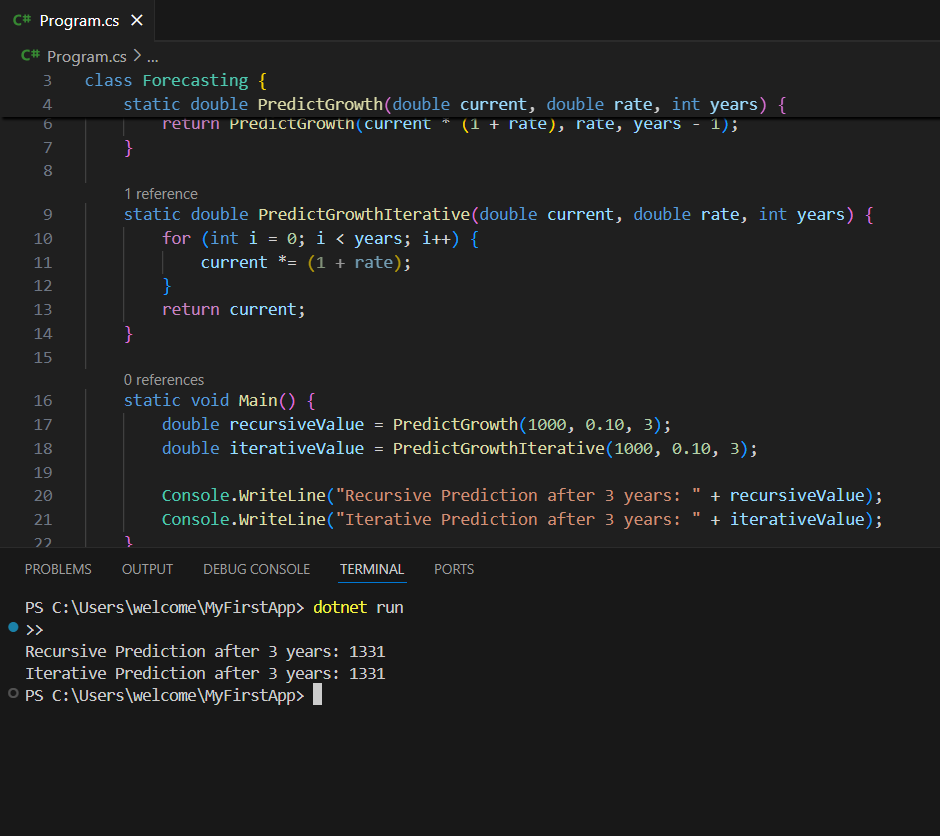 C# Program.cs ×
C# Program.cs > ...
3 class Forecasting {
4 static double PredictGrowth(double current, double rate, int years) {
6 return PredictGrowth(current * (1 + rate), rate, years - 1);
7 }
8
1 reference
9 static double PredictGrowthIterative(double current, double rate, int years) {
10 for (int i = 0; i < years; i++) {
11 current *= (1 + rate);
12 }
13 return current;
14 }
15
0 references
16 static void Main() {
17 double recursiveValue = PredictGrowth(1000, 0.10, 3);
18 double iterativeValue = PredictGrowthIterative(1000, 0.10, 3);
19
20 Console.WriteLine("Recursive Prediction after 3 years: " + recursiveValue);
21 Console.WriteLine("Iterative Prediction after 3 years: " + iterativeValue);
22 }
PROBLEMS OUTPUT DEBUG CONSOLE TERMINAL PORTS
PS C:\Users\welcome\MyFirstApp> dotnet run
>>
Recursive Prediction after 3 years: 1331
Iterative Prediction after 3 years: 1331
PS C:\Users\welcome\MyFirstApp>